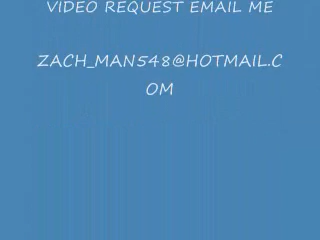 VIDEO REQUEST EMAIL ME
ZACH_MAN548@HOTMAIL.C
OM